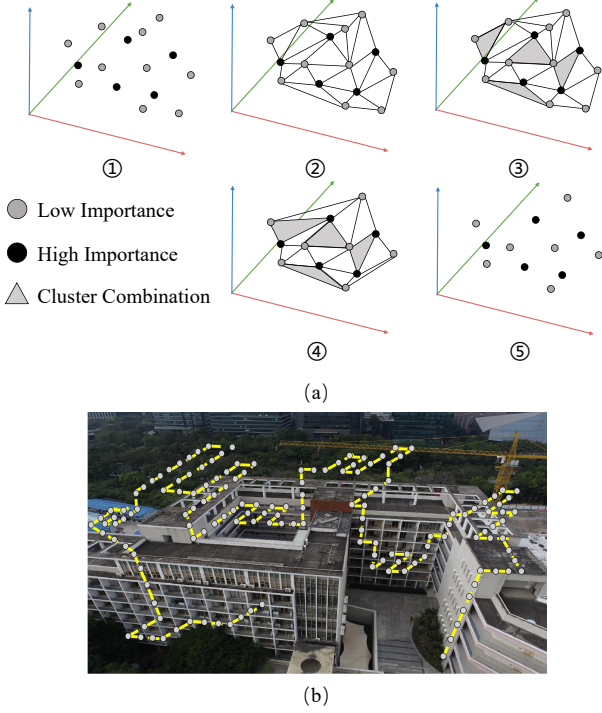 ①
②
③
Low Importance
High Importance
Cluster Combination
④
⑤
(a)
(b)